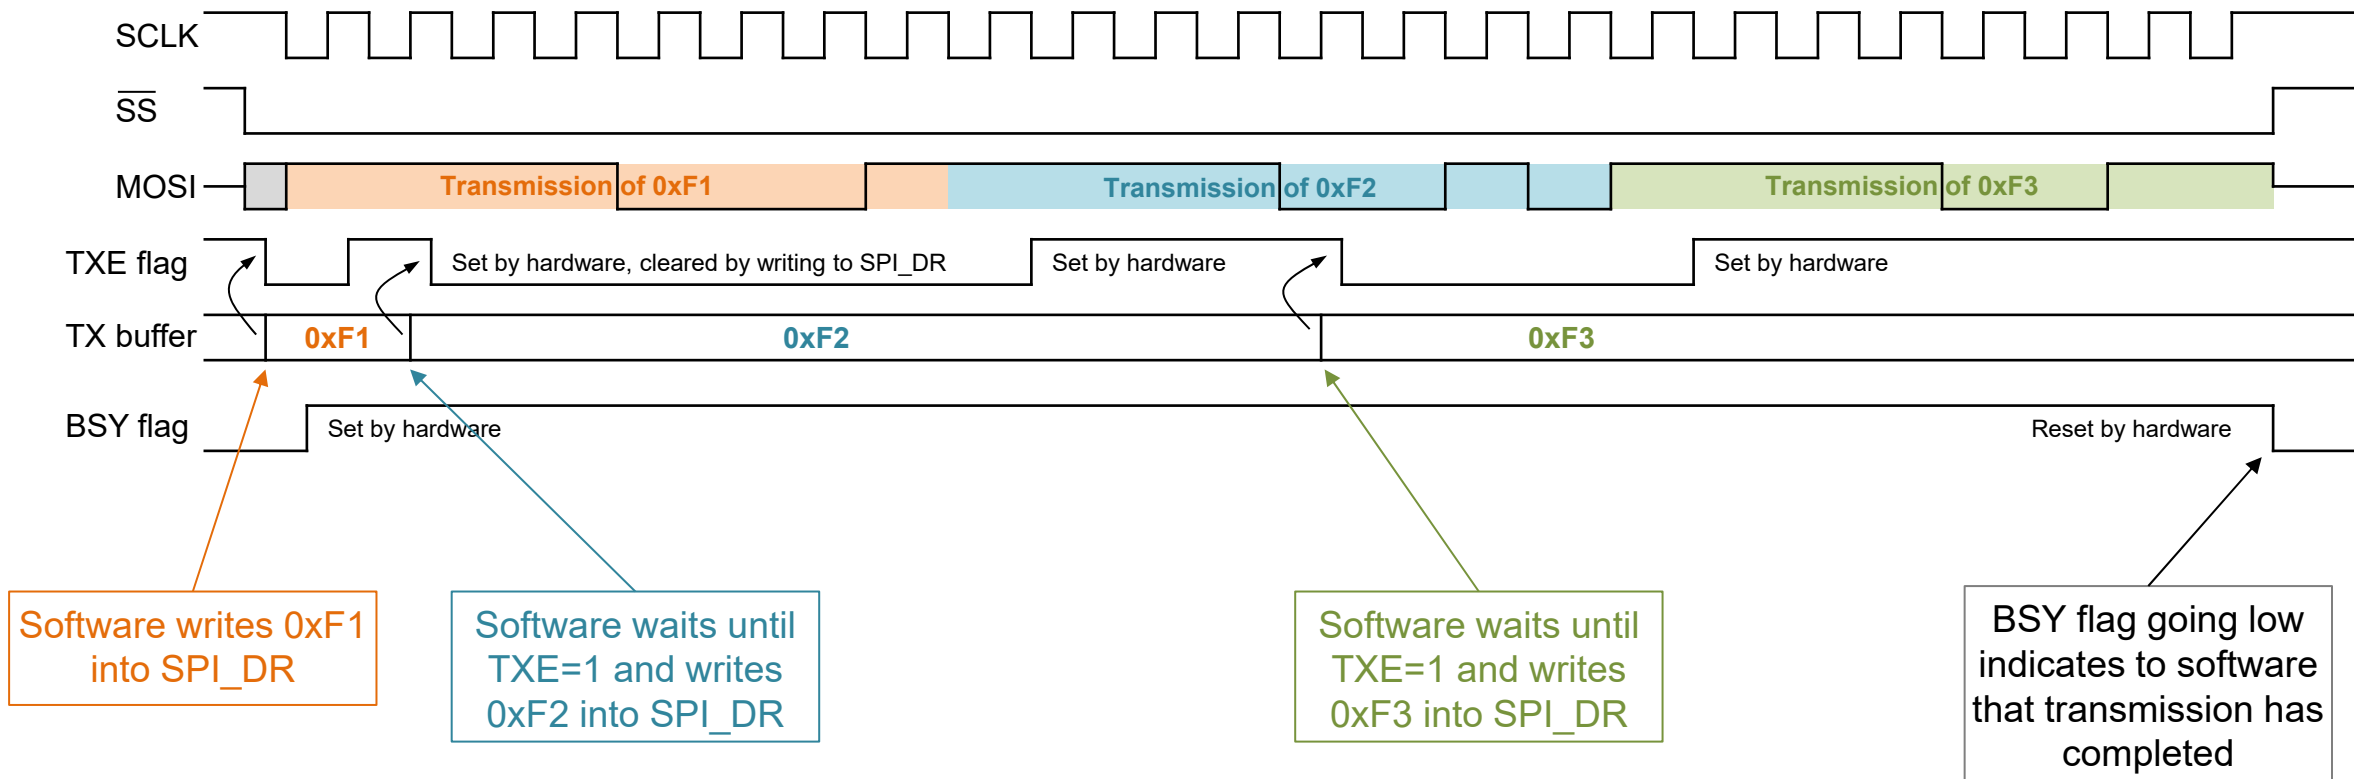 SCLK
SS
MOSI
Transmission of 0xF1
Transmission of 0xF2
Transmission of 0xF3
TXE flag
Set by hardware, cleared by writing to SPI_DR
Set by hardware
Set by hardware
TX buffer
0xF1
0xF2
0xF3
BSY flag
Set by hardware
Reset by hardware
Software writes 0xF1
into SPI_DR
Software waits until
TXE=1 and writes
0xF2 into SPI_DR
Software waits until
TXE=1 and writes
0xF3 into SPI_DR
BSY flag going low
indicates to software
that transmission has
completed